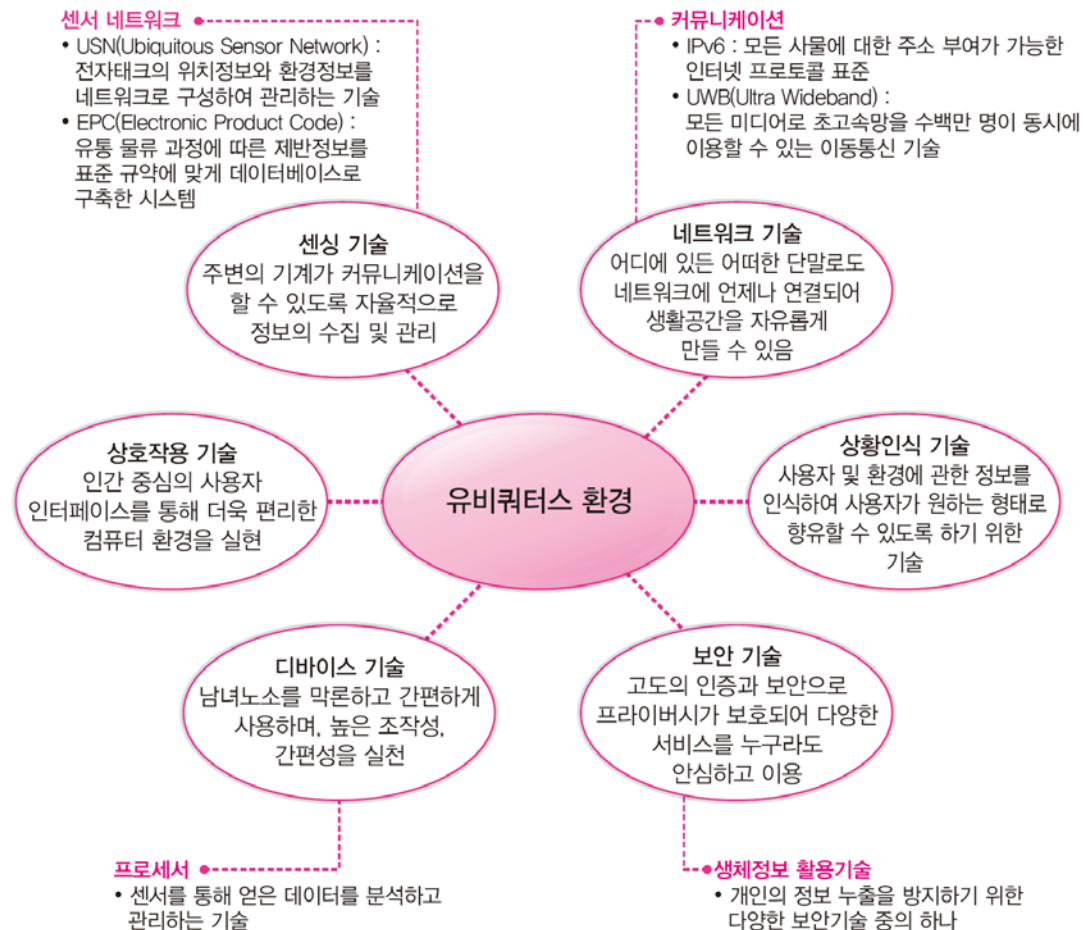 센서 네트워크
• USN(Ubiquitous Sensor Network) :
전자태크의 위치정보와 환경정보를
네트워크로 구성하여 관리하는 기술
• EPC(Electronic Product Code) :
유통 물류 과정에 따른 제반정보를
표준 규약에 맞게 데이터베이스로
구축한 시스템
커뮤니케이션
• IPv6 : 모든 사물에 대한 주소 부여가 가능한
인터넷 프로토콜 표준
• UWB(Ultra Wideband) :
모든 미디어로 초고속망을 수백만 명이 동시에
이용할 수 있는 이동통신 기술
센싱 기술
주변의 기계가 커뮤니케이션을
할 수 있도록 자율적으로
정보의 수집 및 관리
네트워크 기술
어디에 있든 어떠한 단말로도
네트워크에 언제나 연결되어
생활공간을 자유롭게
만들 수 있음
상호작용 기술
인간 중심의 사용자
인터페이스를 통해 더욱 편리한
컴퓨터 환경을 실현
유비쿼터스 환경
상황인식 기술
사용자 및 환경에 관한 정보를
인식하여 사용자가 원하는 형태로
향유할 수 있도록 하기 위한
기술
디바이스 기술
남녀노소를 막론하고 간편하게
사용하며, 높은 조작성,
간편성을 실천
보안 기술
고도의 인증과 보안으로
프라이버시가 보호되어 다양한
서비스를 누구라도
안심하고 이용
프로세서
• 센서를 통해 얻은 데이터를 분석하고
관리하는 기술
생체정보 활용기술
• 개인의 정보 누출을 방지하기 위한
다양한 보안기술 중의 하나